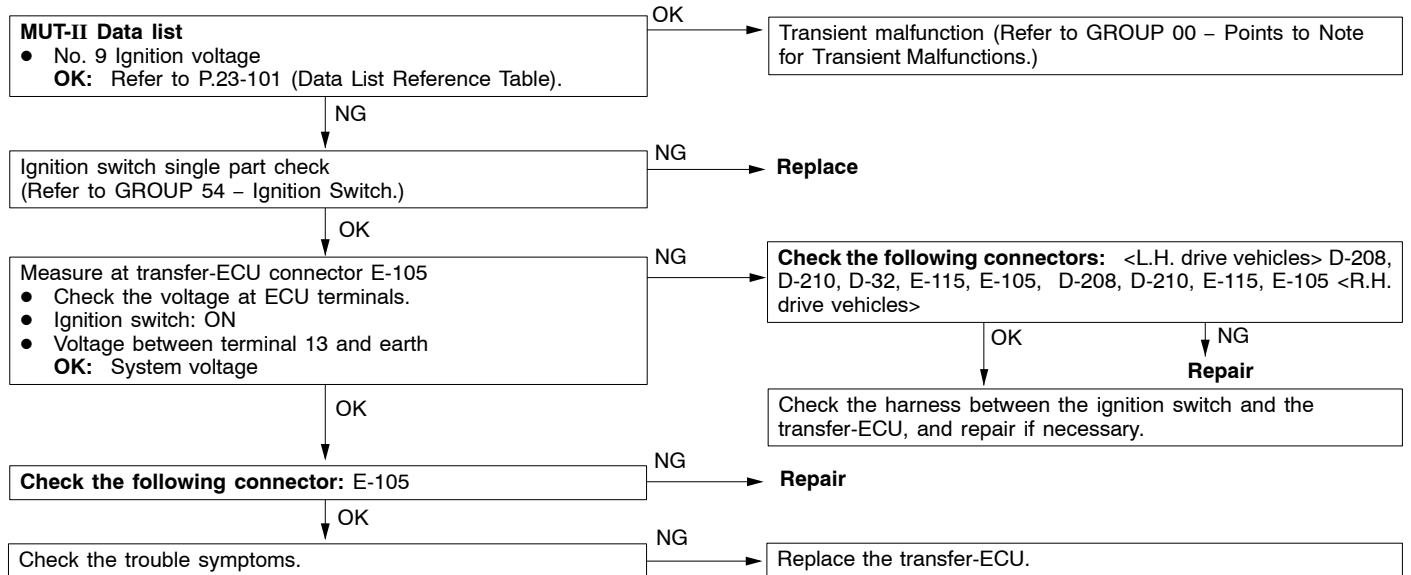 MUT-II Data list
● No. 9 Ignition voltage
OK: Refer to P.23-101 (Data List Reference Table).
OK
Transient malfunction (Refer to GROUP 00 – Points to Note
for Transient Malfunctions.)
NG
Ignition switch single part check
(Refer to GROUP 54 – Ignition Switch.)
NG
Replace
OK
Measure at transfer-ECU connector E-105
● Check the voltage at ECU terminals.
● Ignition switch: ON
● Voltage between terminal 13 and earth
OK: System voltage
NG
Check the following connectors: <L.H. drive vehicles> D-208,
D-210, D-32, E-115, E-105, D-208, D-210, E-115, E-105 <R.H.
drive vehicles>
OK
NG
Repair
Check the harness between the ignition switch and the
transfer-ECU, and repair if necessary.
OK
Check the following connector: E-105
NG
Repair
OK
Check the trouble symptoms.
NG
Replace the transfer-ECU.